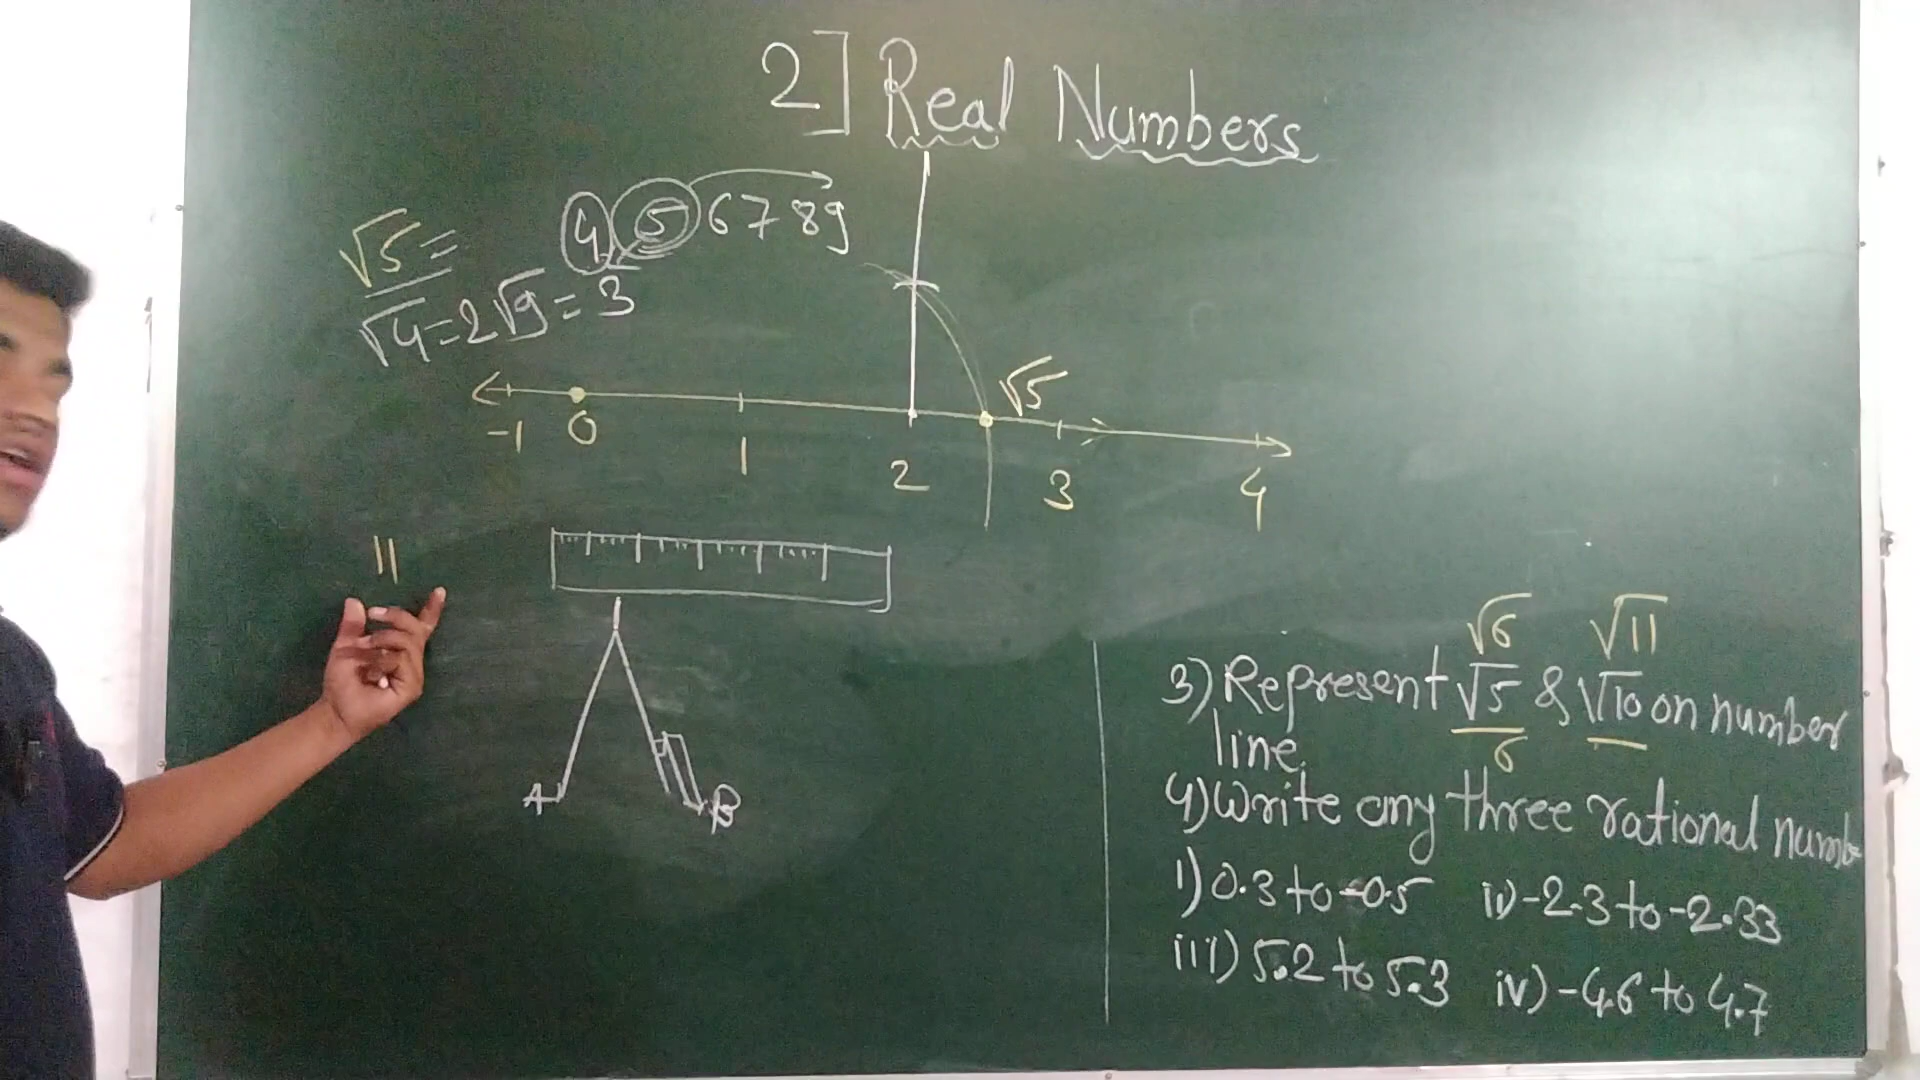 2] Real Numbers
√5=
4 5 6 7 8 9
√4=2 √9=3
√5
-1 0 1 2 3 4
11
A B
√6 √11
3) Represent √5 & √10 on number
line.
6
4) Write any three rational numbe
i) 0.3 to -0.5 ii) -2.3 to -2.33
iii) 5.2 to 5.3 iv) -4.6 to 4.7